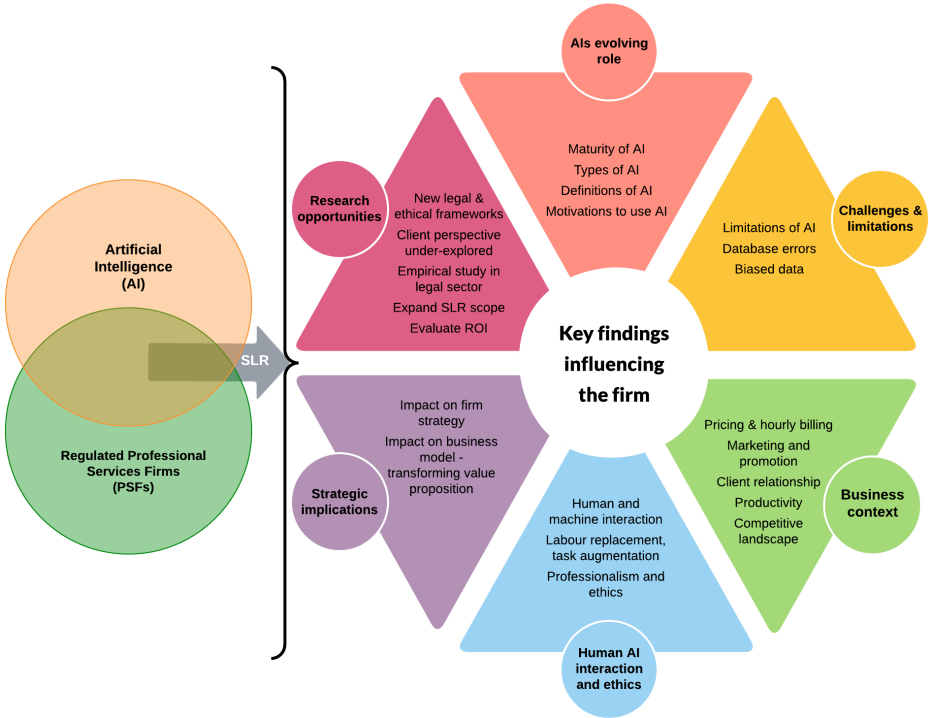 Artificial
Intelligence
(AI)
Regulated Professional
Services Firms
(PSFs)
SLR
Key findings
influencing
the firm
AIs evolving
role
Maturity of AI
Types of AI
Definitions of AI
Motivations to use AI
Challenges &
limitations
Limitations of AI
Database errors
Biased data
Business
context
Pricing & hourly billing
Marketing and
promotion
Client relationship
Productivity
Competitive
landscape
Human AI
interaction
and ethics
Human and
machine interaction
Labour replacement,
task augmentation
Professionalism and
ethics
Strategic
implications
Impact on firm
strategy
Impact on business
model -
transforming value
proposition
Research
opportunities
New legal &
ethical frameworks
Client perspective
under-explored
Empirical study in
legal sector
Expand SLR scope
Evaluate ROI